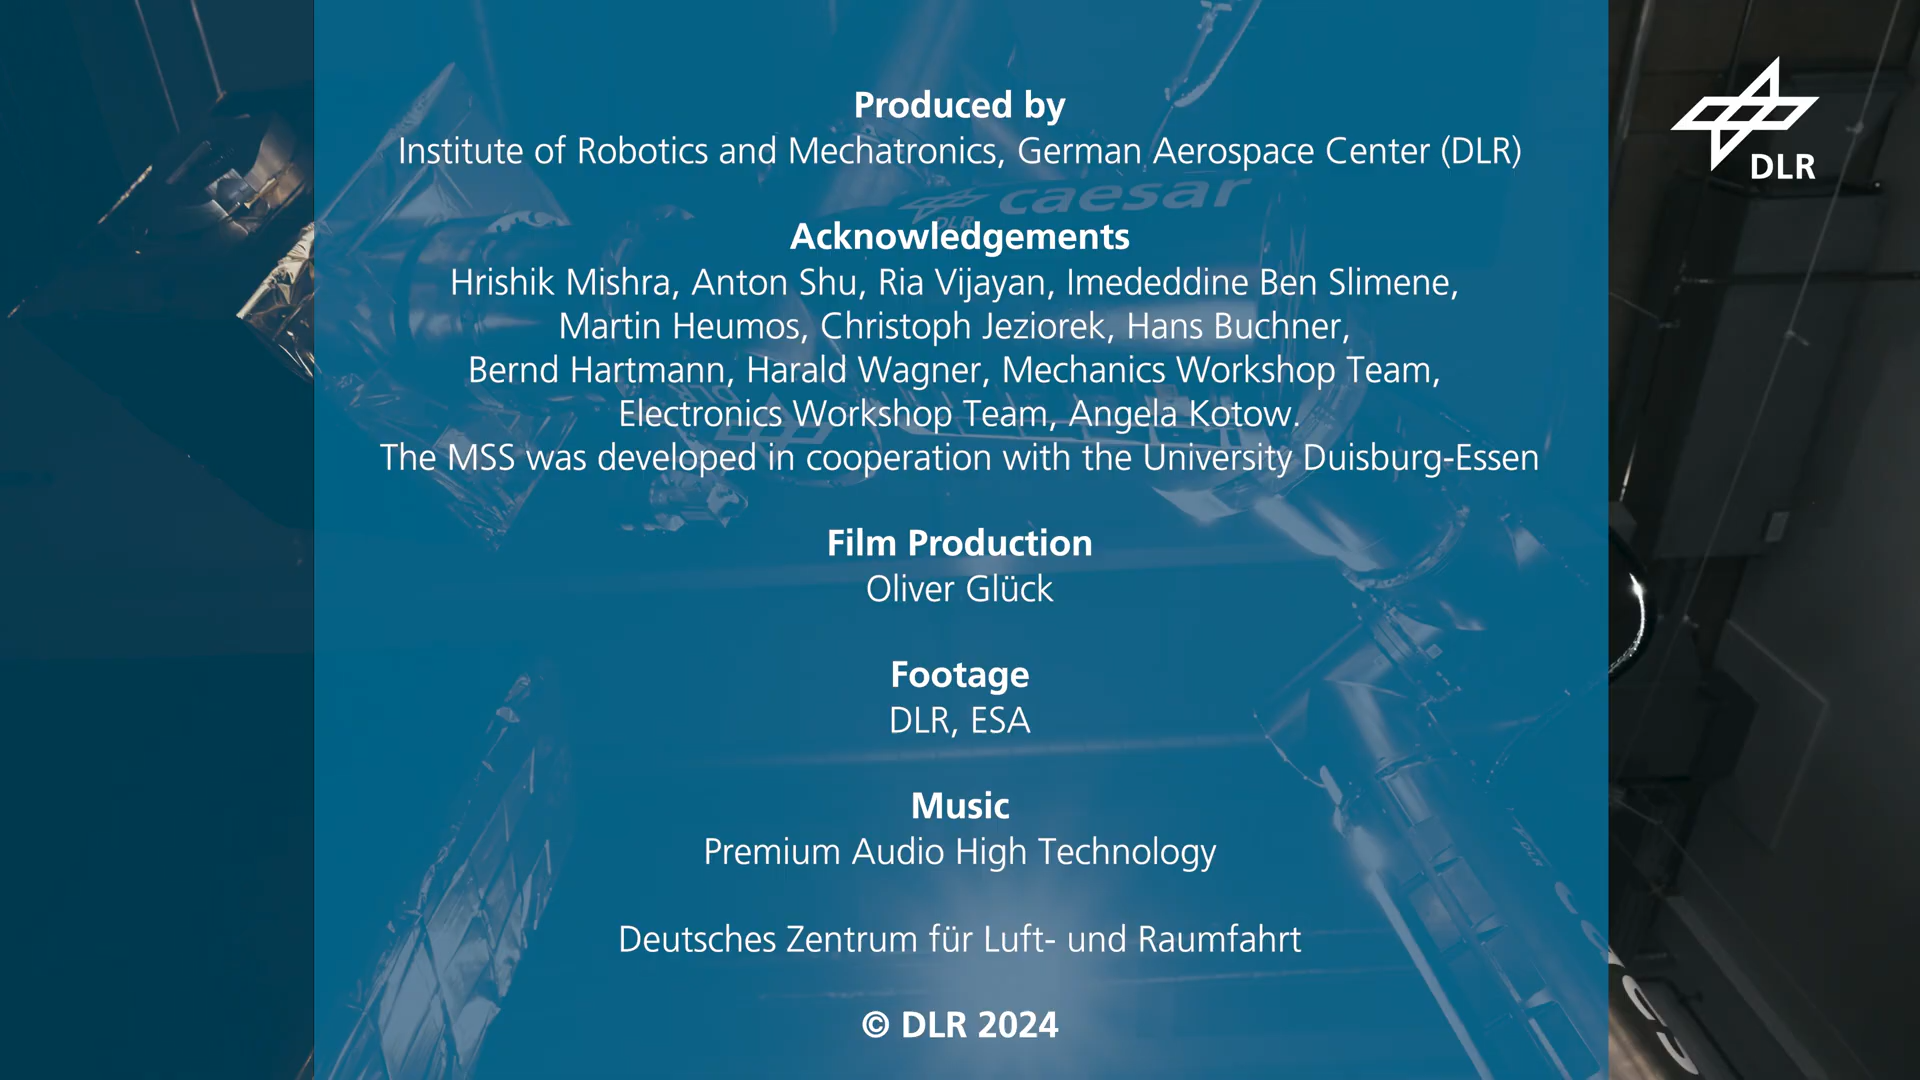 Produced by
Institute of Robotics and Mechatronics, German Aerospace Center (DLR)
DLR
DLR caesar
Acknowledgements
Hrishik Mishra, Anton Shu, Ria Vijayan, Imededdine Ben Slimene,
Martin Heumos, Christoph Jeziorek, Hans Buchner,
Bernd Hartmann, Harald Wagner, Mechanics Workshop Team,
Electronics Workshop Team, Angela Kotow.
The MSS was developed in cooperation with the University Duisburg-Essen
Film Production
Oliver Glück
Footage
DLR, ESA
Music
Premium Audio High Technology
DLR
Deutsches Zentrum für Luft- und Raumfahrt
© DLR 2024